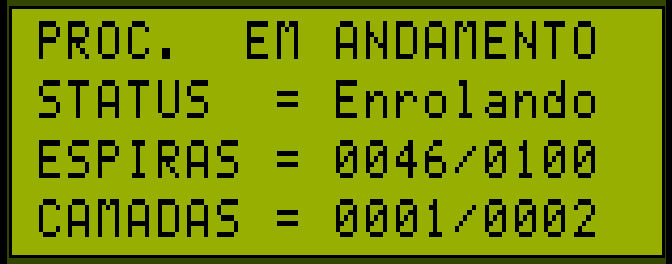 PROC.  EM ANDAMENTO
STATUS  = Enrolando
ESPIRAS = 0046/0100
CAMADAS = 0001/0002